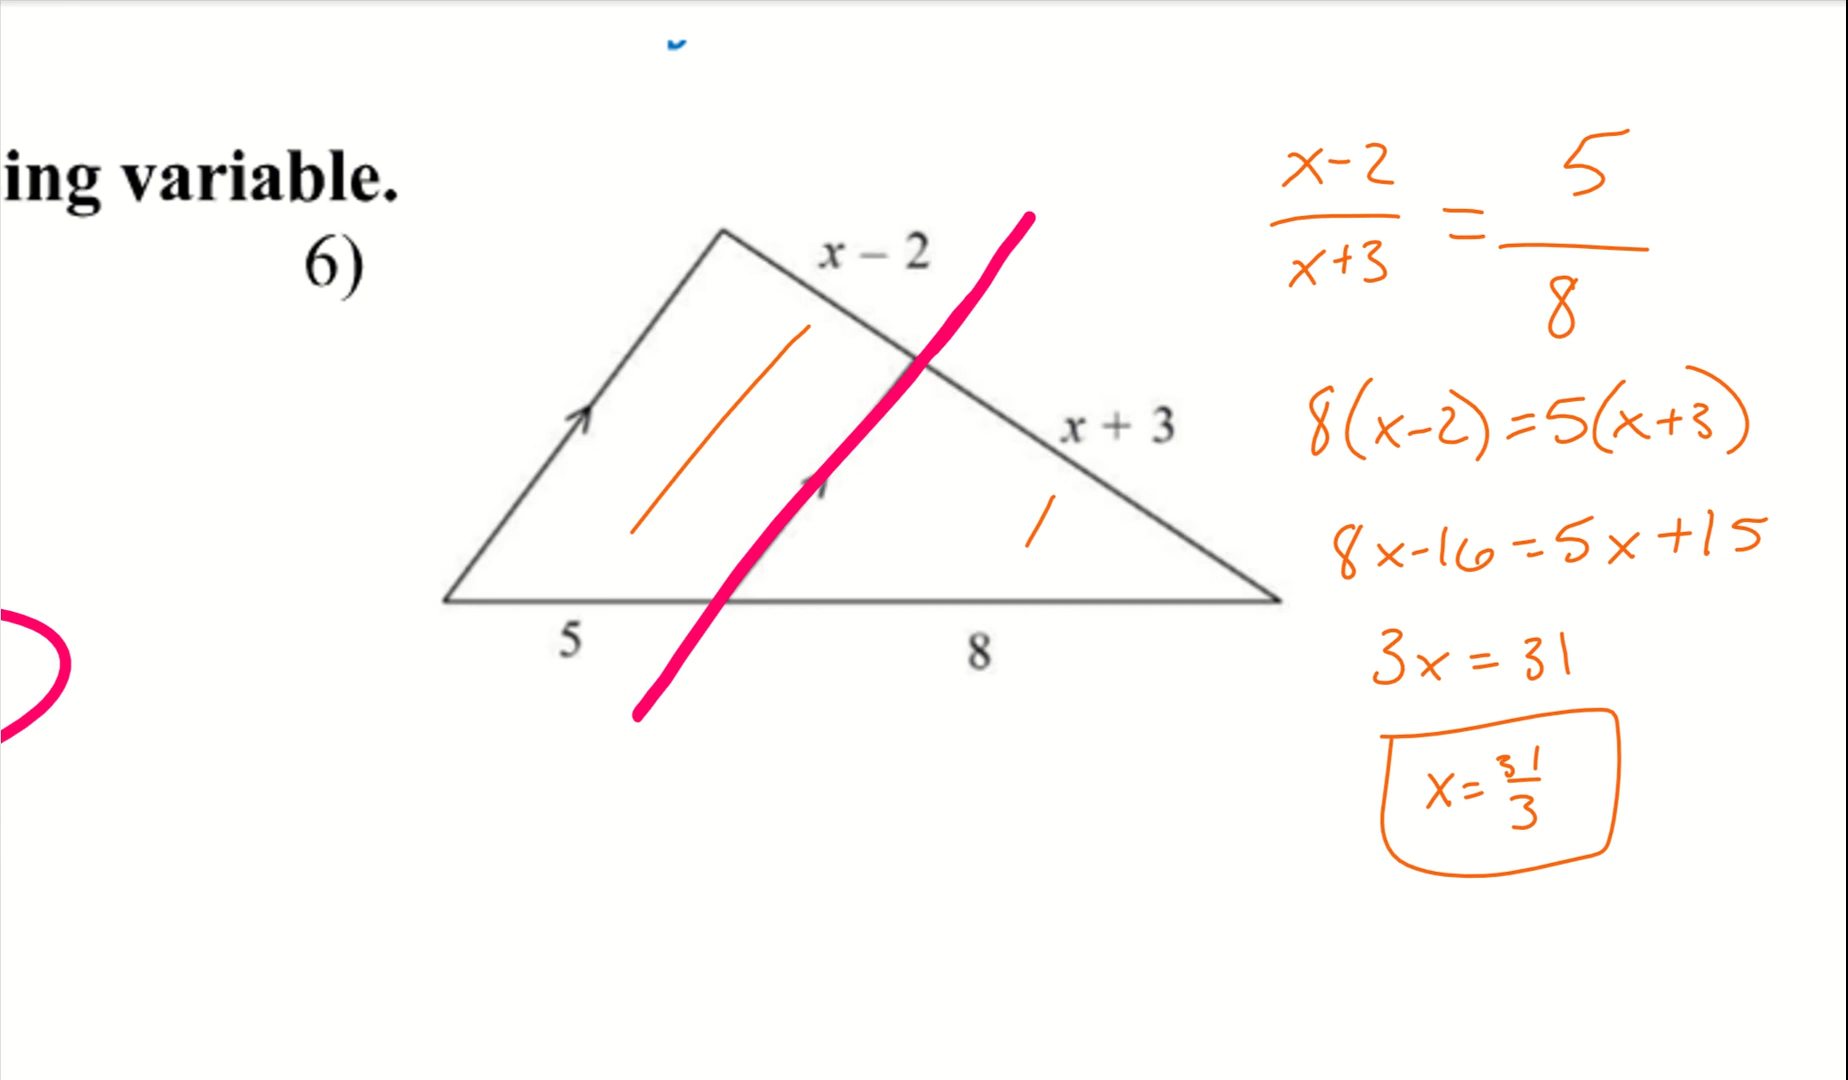 ing variable.
6)
x – 2
x + 3
5
8
x-2/x+3 = 5/8
8(x-2)=5(x+3)
8x-16=5x+15
3x=31
x=31/3